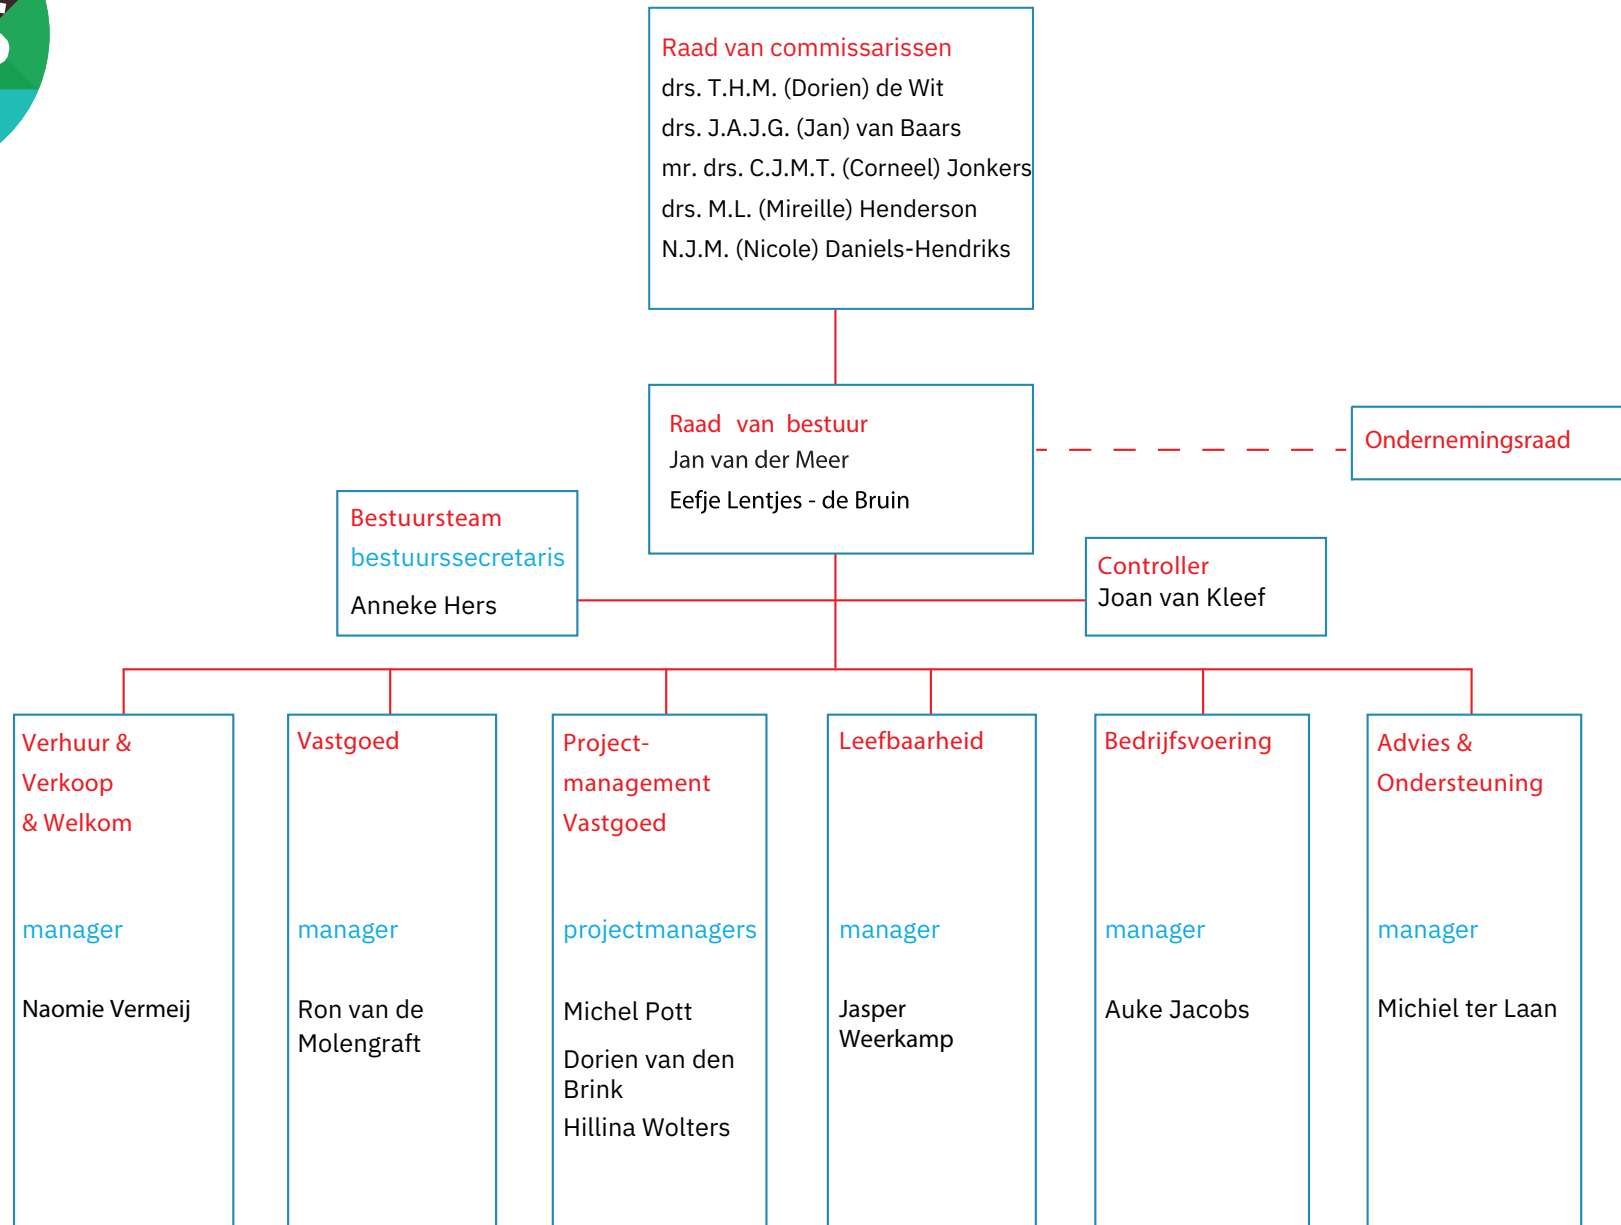 Raad van commissarissen
drs. T.H.M. (Dorien) de Wit
drs. J.A.J.G. (Jan) van Baars
mr. drs. C.J.M.T. (Corneel) Jonkers
drs. M.L. (Mireille) Henderson
N.J.M. (Nicole) Daniels-Hendriks
Raad van bestuur
Jan van der Meer
Eefje Lentjes - de Bruin
Ondernemingsraad
Bestuursteam
bestuurssecretaris
Anneke Hers
Controller
Joan van Kleef
Verhuur &
Verkoop
& Welkom
manager
Naomie Vermeij
Vastgoed
manager
Ron van de
Molengraft
Project-
management
Vastgoed
projectmanagers
Michel Pott
Dorien van den
Brink
Hillina Wolters
Leefbaarheid
manager
Jasper
Weerkamp
Bedrijfsvoering
manager
Auke Jacobs
Advies &
Ondersteuning
manager
Michiel ter Laan